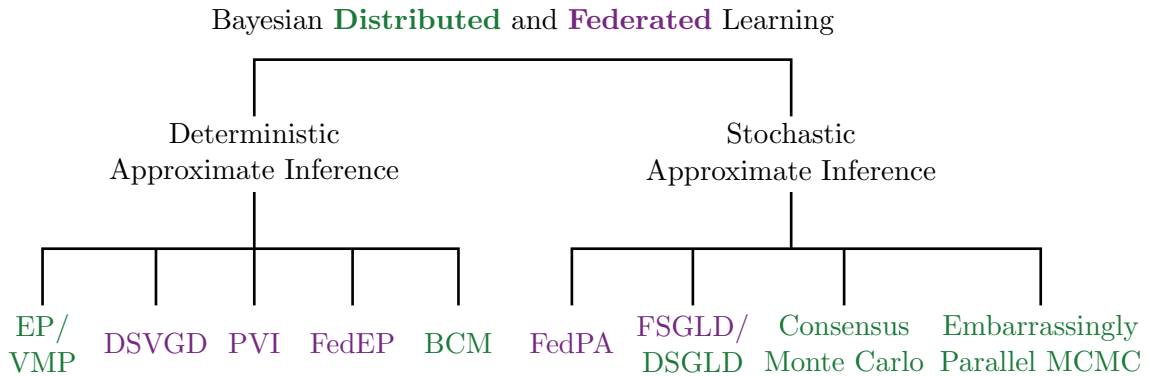 Bayesian Distributed and Federated Learning
Deterministic
Approximate Inference
Stochastic
Approximate Inference
EP/
VMP
DSVGD
PVI
FedEP
BCM
FedPA
FSGLD/
DSGLD
Consensus
Monte Carlo
Embarrassingly
Parallel MCMC